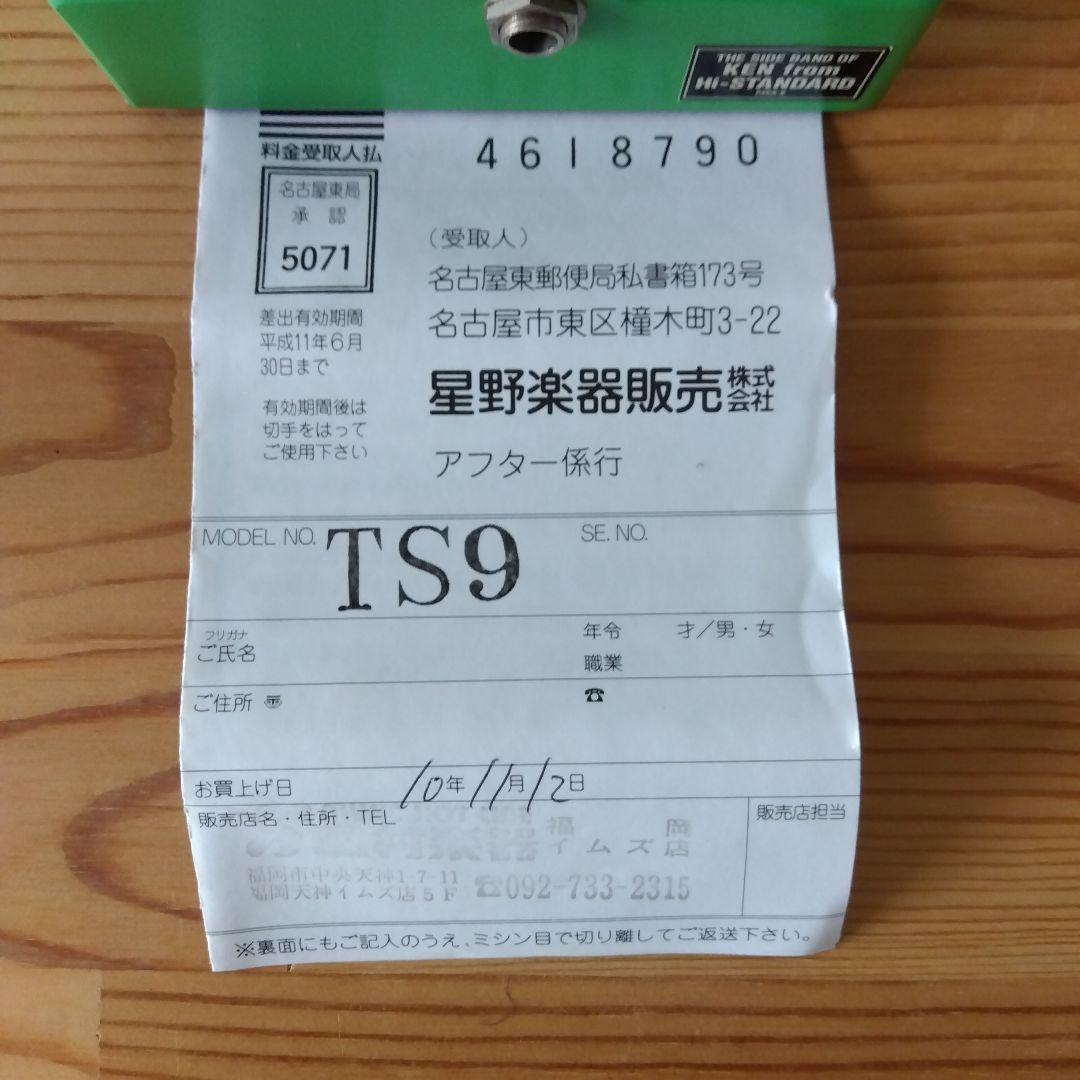 THE SIDE BAND OF
KEN from
HI-STANDARD
料金受取人払
名古屋東局
承認
5071
差出有効期間
平成11年6月
30日まで
有効期間後は
切手をはって
ご使用下さい
4618790
(受取人)
名古屋東郵便局私書箱173号
名古屋市東区橦木町3-22
星野楽器販売株式会社
アフター係行
MODEL NO. TS9
SE. NO.
フリガナ
ご氏名
年令 才/男・女
職業
ご住所 〠
☎
お買上げ日 10年 11月 12日
販売店名・住所・TEL
販売店担当
楽器 福岡
イムズ店
福岡市中央天神1-7-11
福岡天神イムズ店5F ☎092-733-2315
※裏面にもご記入のうえ、ミシン目で切り離してご返送下さい。